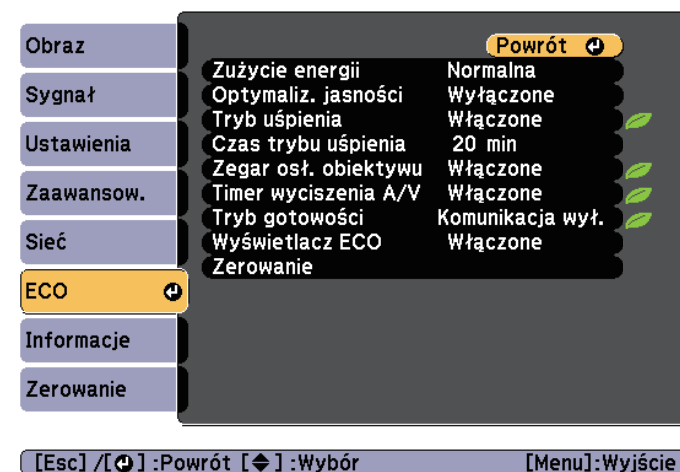 Obraz
Sygnał
Ustawienia
Zaawansow.
Sieć
ECO
Informacje
Zerowanie
Powrót
Zużycie energii Normalna
Optymaliz. jasności Wyłączone
Tryb uśpienia Włączone
Czas trybu uśpienia 20 min
Zegar osł. obiektywu Włączone
Timer wyciszenia A/V Włączone
Tryb gotowości Komunikacja wył.
Wyświetlacz ECO Włączone
Zerowanie
[Esc] /[⏎] :Powrót [◆] :Wybór [Menu]:Wyjście